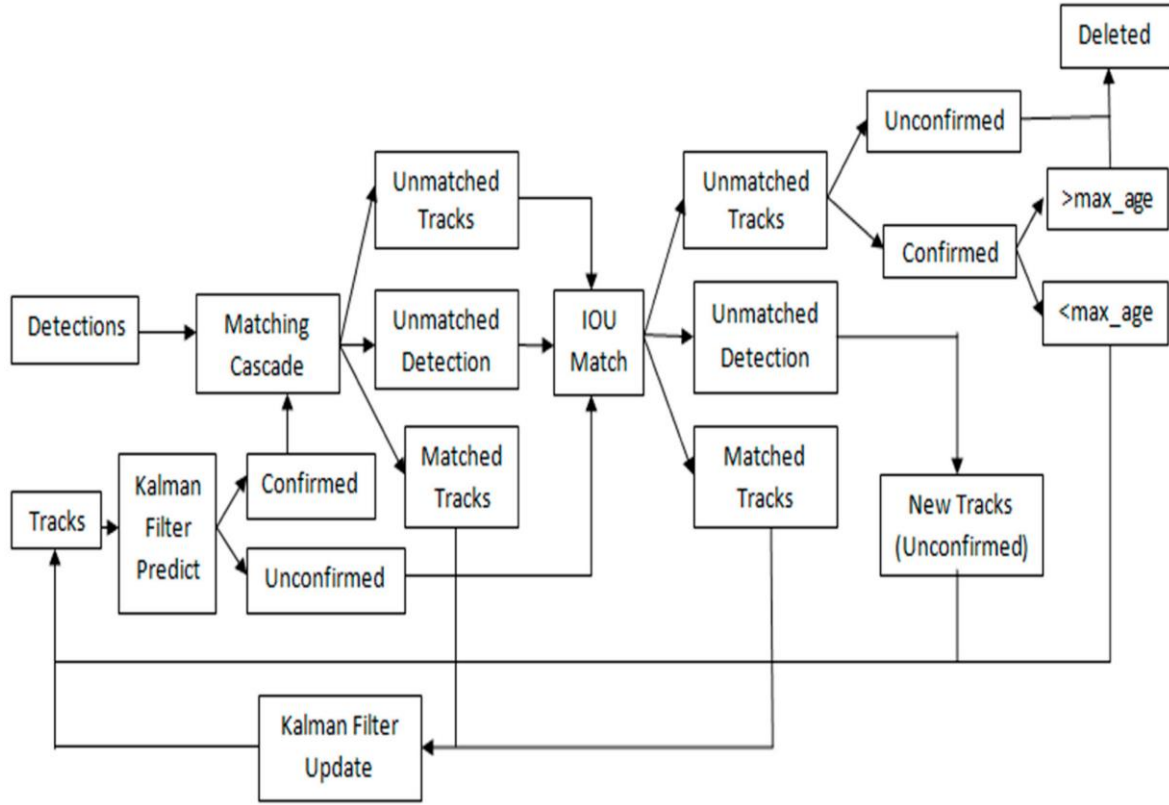 Deleted
Unconfirmed
Unmatched
Tracks
Unmatched
Tracks
>max_age
Confirmed
Detections
Matching
Cascade
Unmatched
Detection
IOU
Match
Unmatched
Detection
<max_age
Tracks
Kalman
Filter
Predict
Confirmed
Unconfirmed
Matched
Tracks
Matched
Tracks
New Tracks
(Unconfirmed)
Kalman Filter
Update